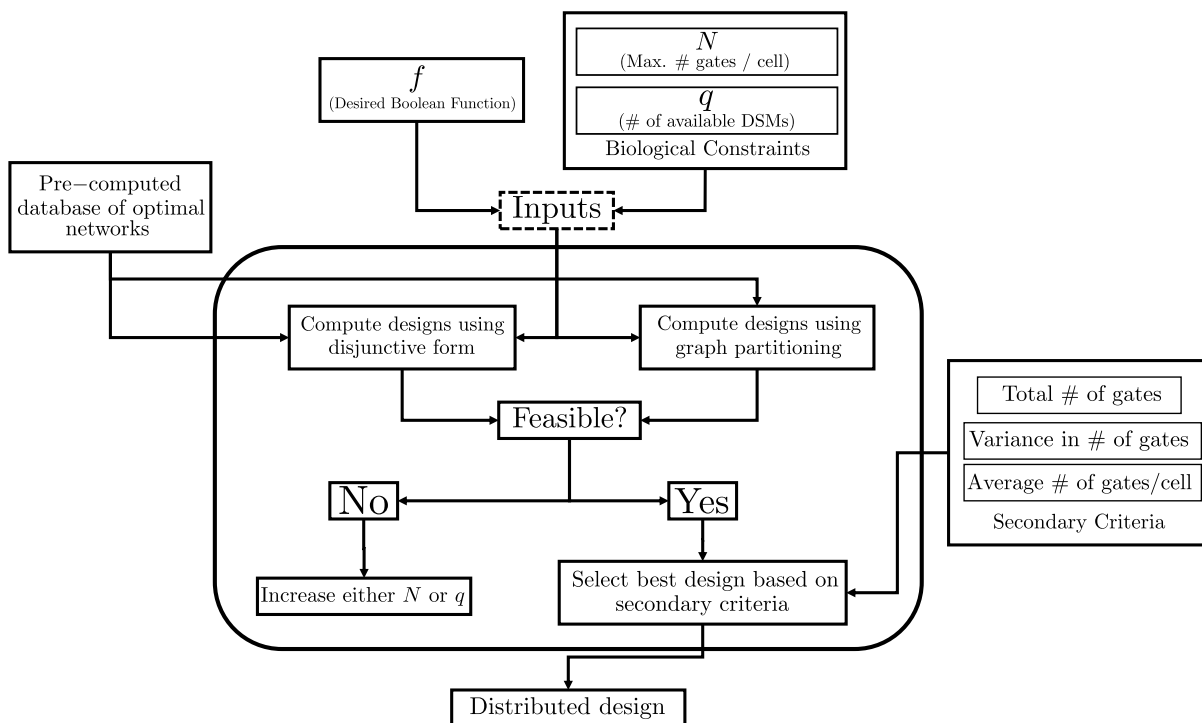 N
(Max. # gates / cell)
q
(# of available DSMs)
Biological Constraints
f
(Desired Boolean Function)
Pre−computed
database of optimal
networks
Inputs
Compute designs using
disjunctive form
Compute designs using
graph partitioning
Feasible?
No
Yes
Total # of gates
Variance in # of gates
Average # of gates/cell
Secondary Criteria
Increase either N or q
Select best design based on
secondary criteria
Distributed design